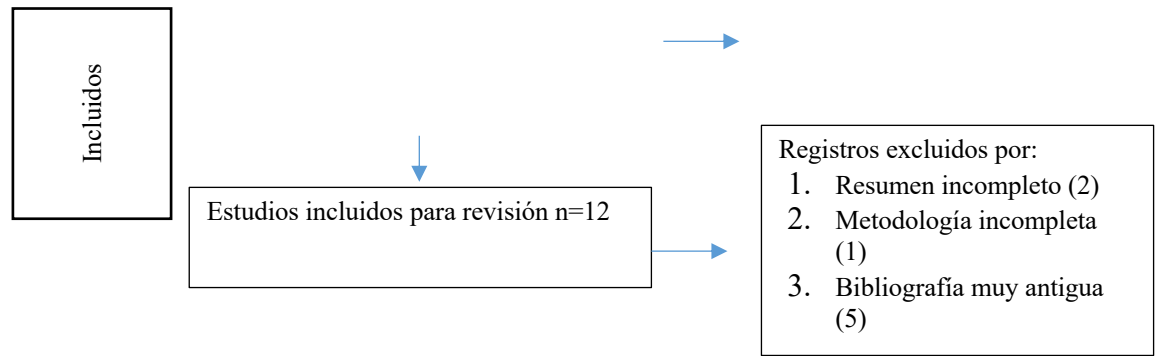 Incluidos
Estudios incluidos para revisión n=12
Registros excluidos por:
1. Resumen incompleto (2)
2. Metodología incompleta
(1)
3. Bibliografía muy antigua
(5)